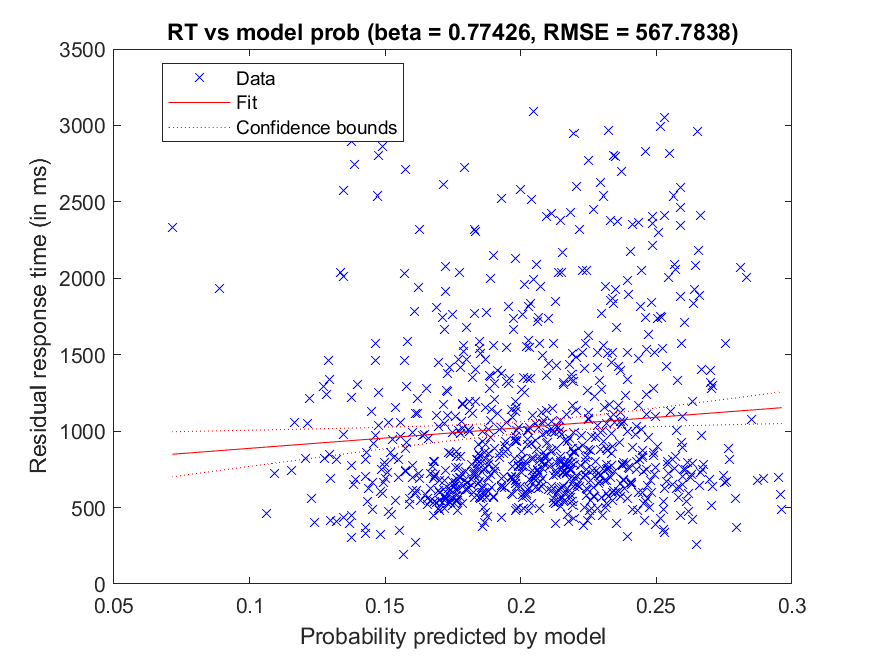 RT vs model prob (beta = 0.77426, RMSE = 567.7838)
Data
Fit
Confidence bounds
Residual response time (in ms)
3500
3000
2500
2000
1500
1000
500
0
0.05 0.1 0.15 0.2 0.25 0.3
Probability predicted by model